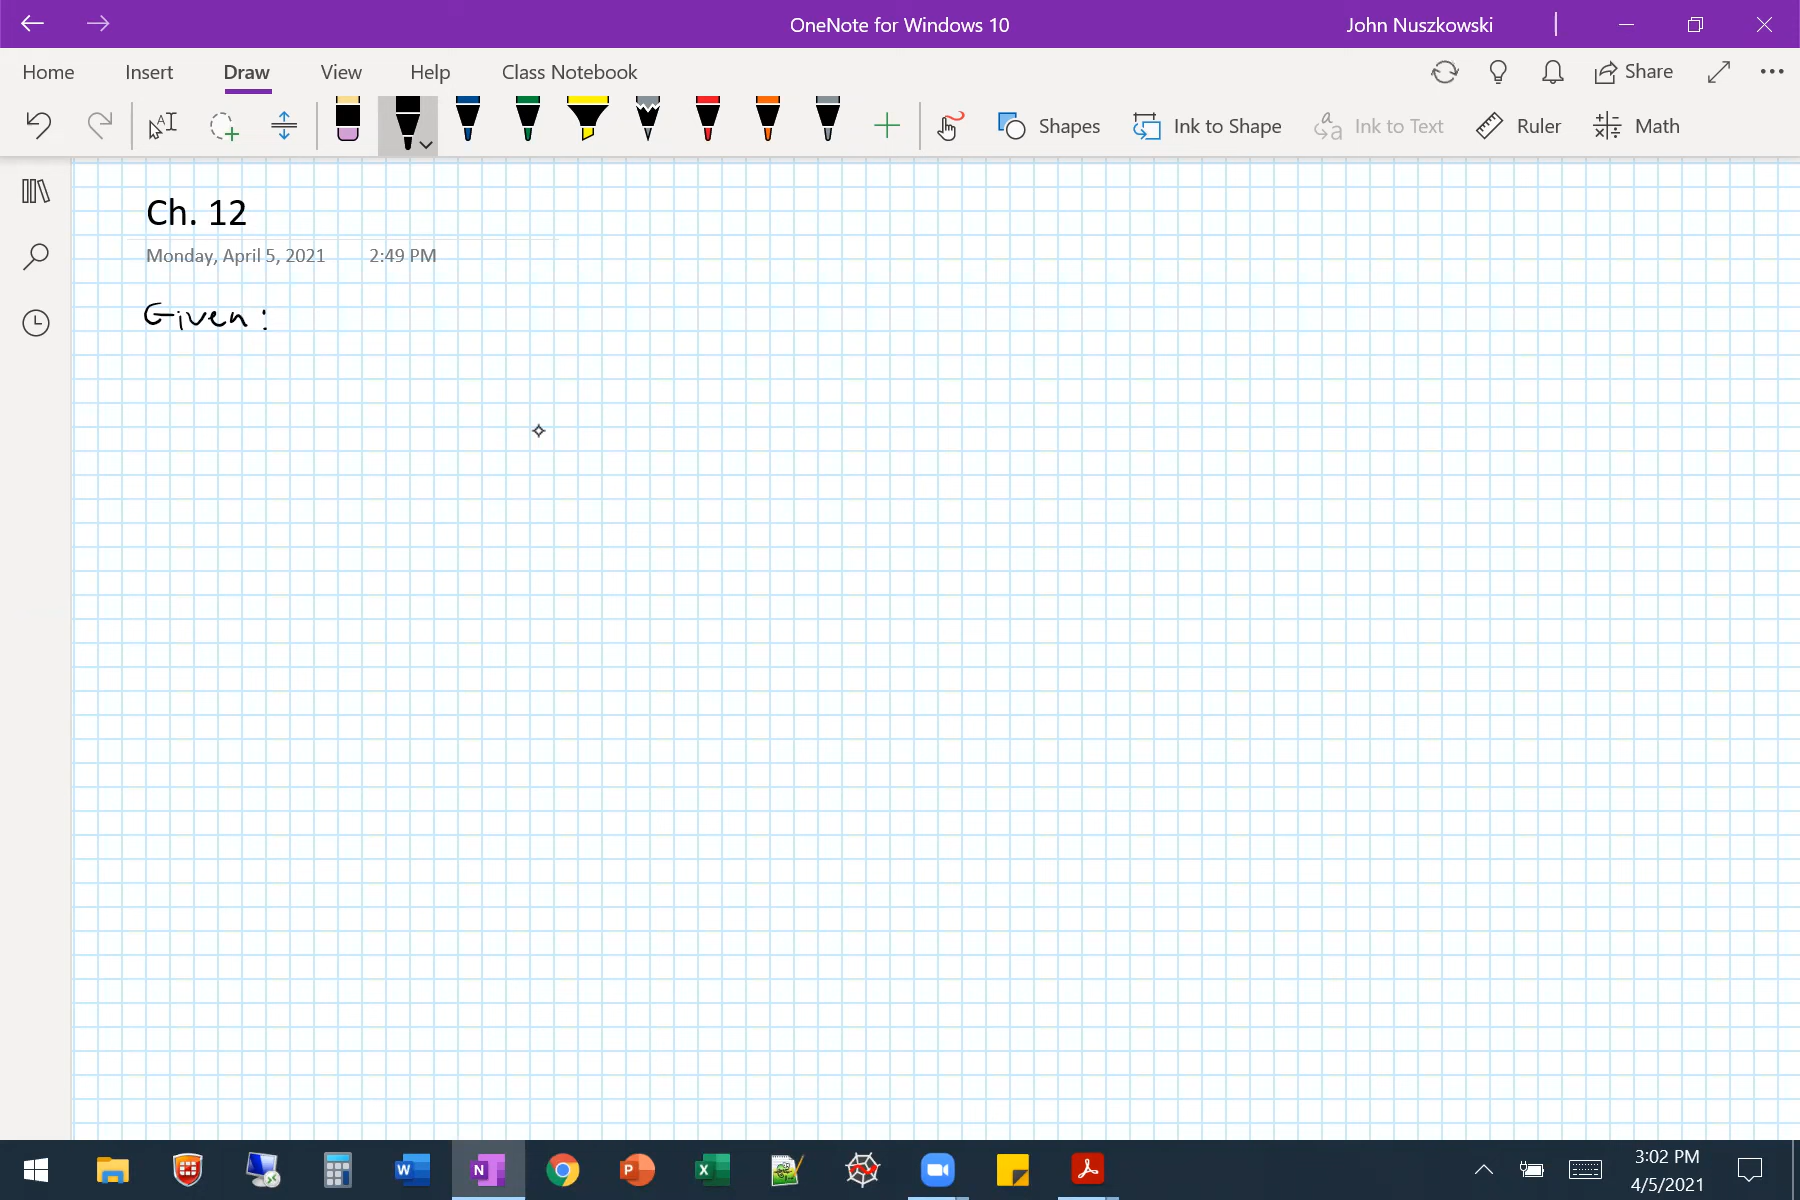 OneNote for Windows 10
John Nuszkowski
Home Insert Draw View Help Class Notebook
Share
Shapes Ink to Shape Ink to Text Ruler Math
Ch. 12
Monday, April 5, 2021 2:49 PM
Given:
3:02 PM
4/5/2021